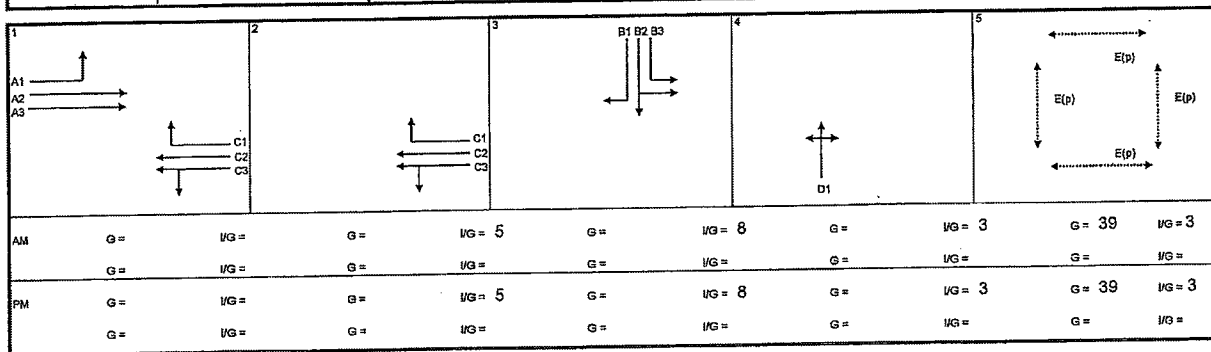 1 2 3 4 5
B1 B2 B3
E(p)
A1
A2
A3
E(p) E(p)
C1 C1
C2 C2
C3 C3
E(p)
D1
AM G = I/G = G = I/G = 5 G = I/G = 8 G = I/G = 3 G = 39 I/G = 3
G = I/G = G = I/G = G = I/G = G = I/G = G = I/G =
PM G = I/G = G = I/G = 5 G = I/G = 8 G = I/G = 3 G = 39 I/G = 3
G = I/G = G = I/G = G = I/G = G = I/G = G = I/G =